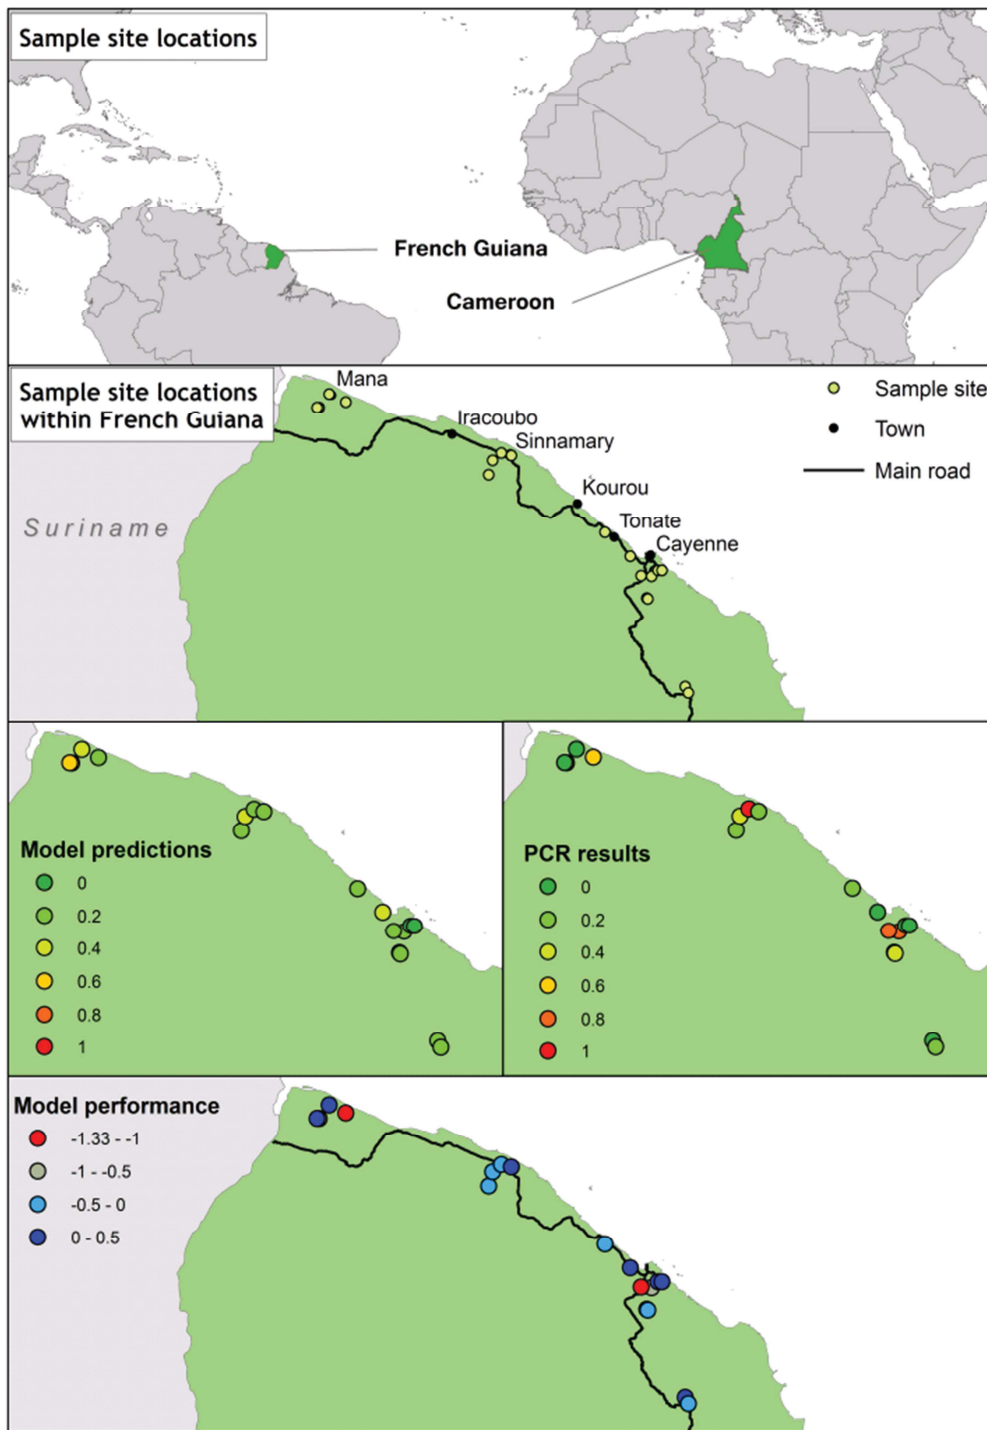 Sample site locations
French Guiana
Cameroon
Sample site locations
within French Guiana
Mana
Iracoubo
Sinnamary
Kourou
Tonate
Cayenne
Suriname
Sample site
Town
Main road
Model predictions
0
0.2
0.4
0.6
0.8
1
PCR results
0
0.2
0.4
0.6
0.8
1
Model performance
-1.33 - -1
-1 - -0.5
-0.5 - 0
0 - 0.5